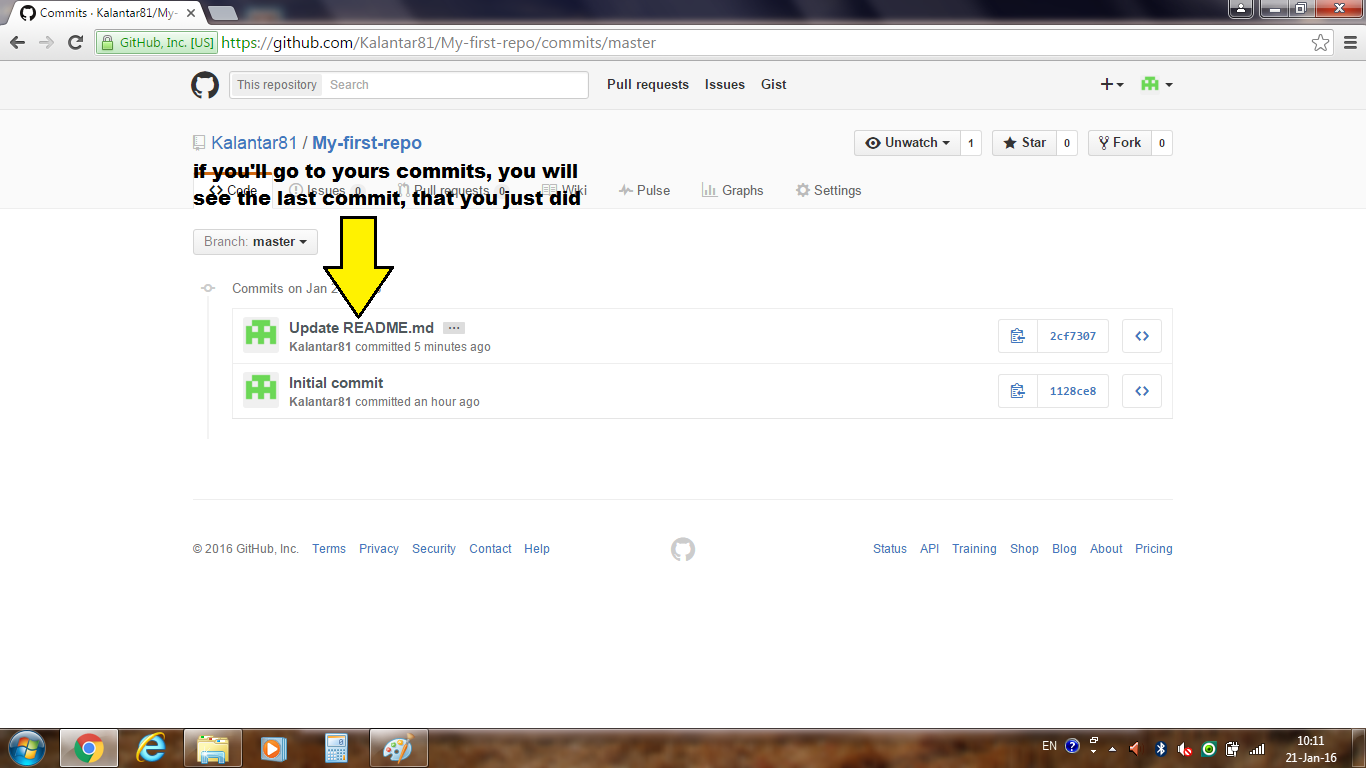 Commits · Kalantar81/My-
GitHub, Inc. [US] https://github.com/Kalantar81/My-first-repo/commits/master
This repository Search Pull requests Issues Gist
Kalantar81 / My-first-repo Unwatch 1 Star 0 Fork 0
if you'll go to yours commits, you will
Code Issues 0 Pull requests 0 Wiki Pulse Graphs Settings
see the last commit, that you just did
Branch: master
Commits on Jan
Update README.md ...
Kalantar81 committed 5 minutes ago
2cf7307
Initial commit
Kalantar81 committed an hour ago
1128ce8
© 2016 GitHub, Inc. Terms Privacy Security Contact Help Status API Training Shop Blog About Pricing
EN
10:11
21-Jan-16